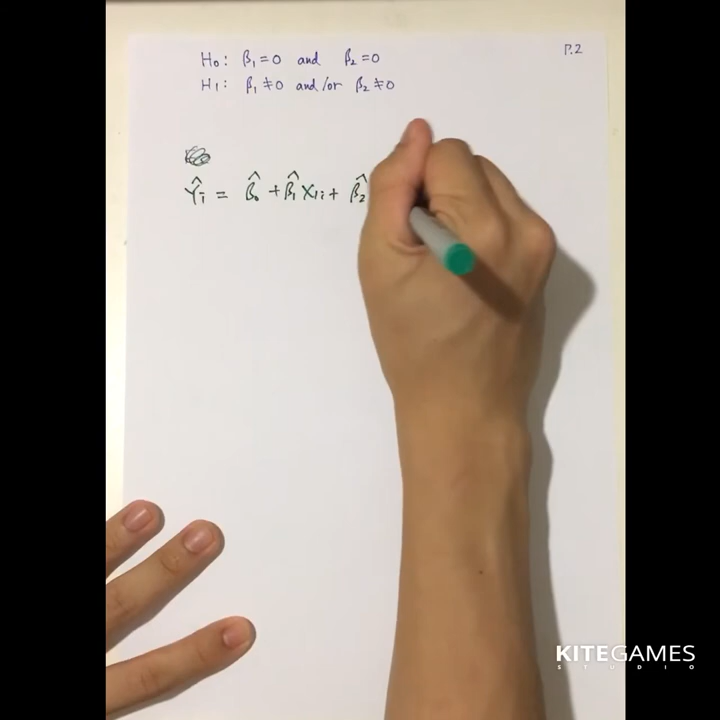 H₀: β₁=0 and β₂=0
P.2
H₁: β₁≠0 and/or β₂≠0
Ŷᵢ = β̂₀ + β̂₁X₁ᵢ + β̂₂
KITEGAMES
STUDIO